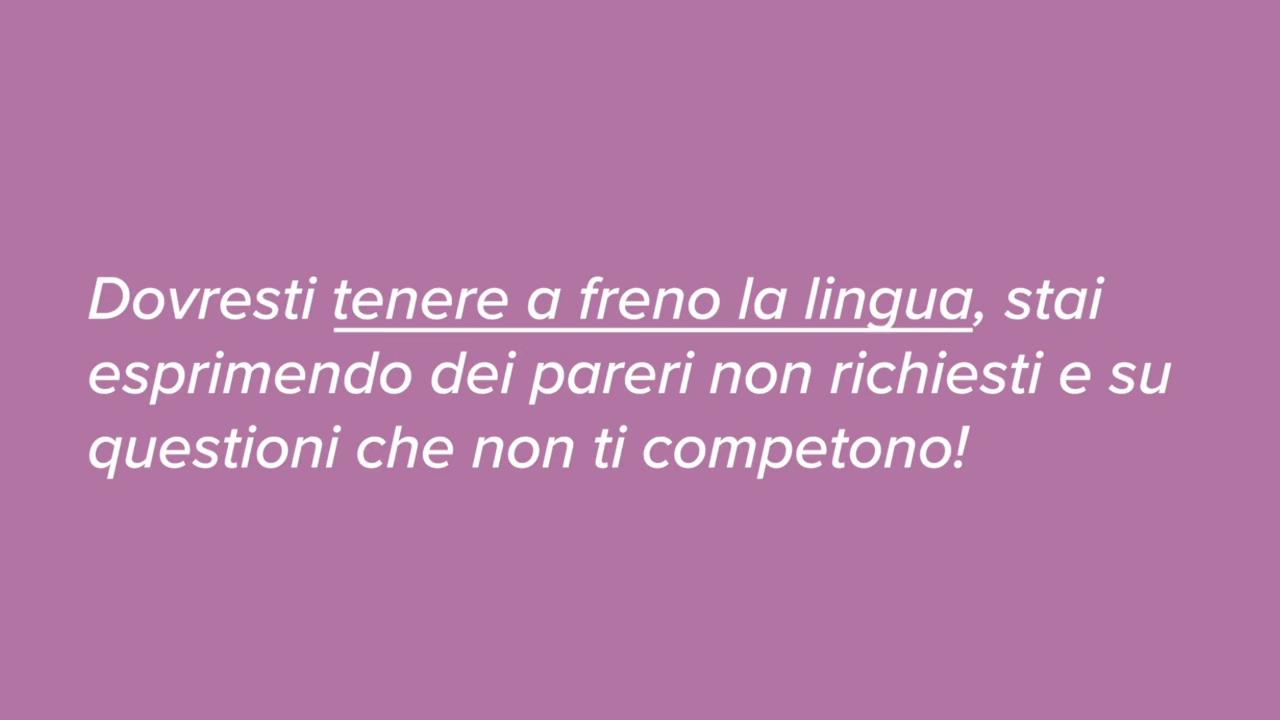 Dovresti tenere a freno la lingua, stai
esprimendo dei pareri non richiesti e su
questioni che non ti competono!